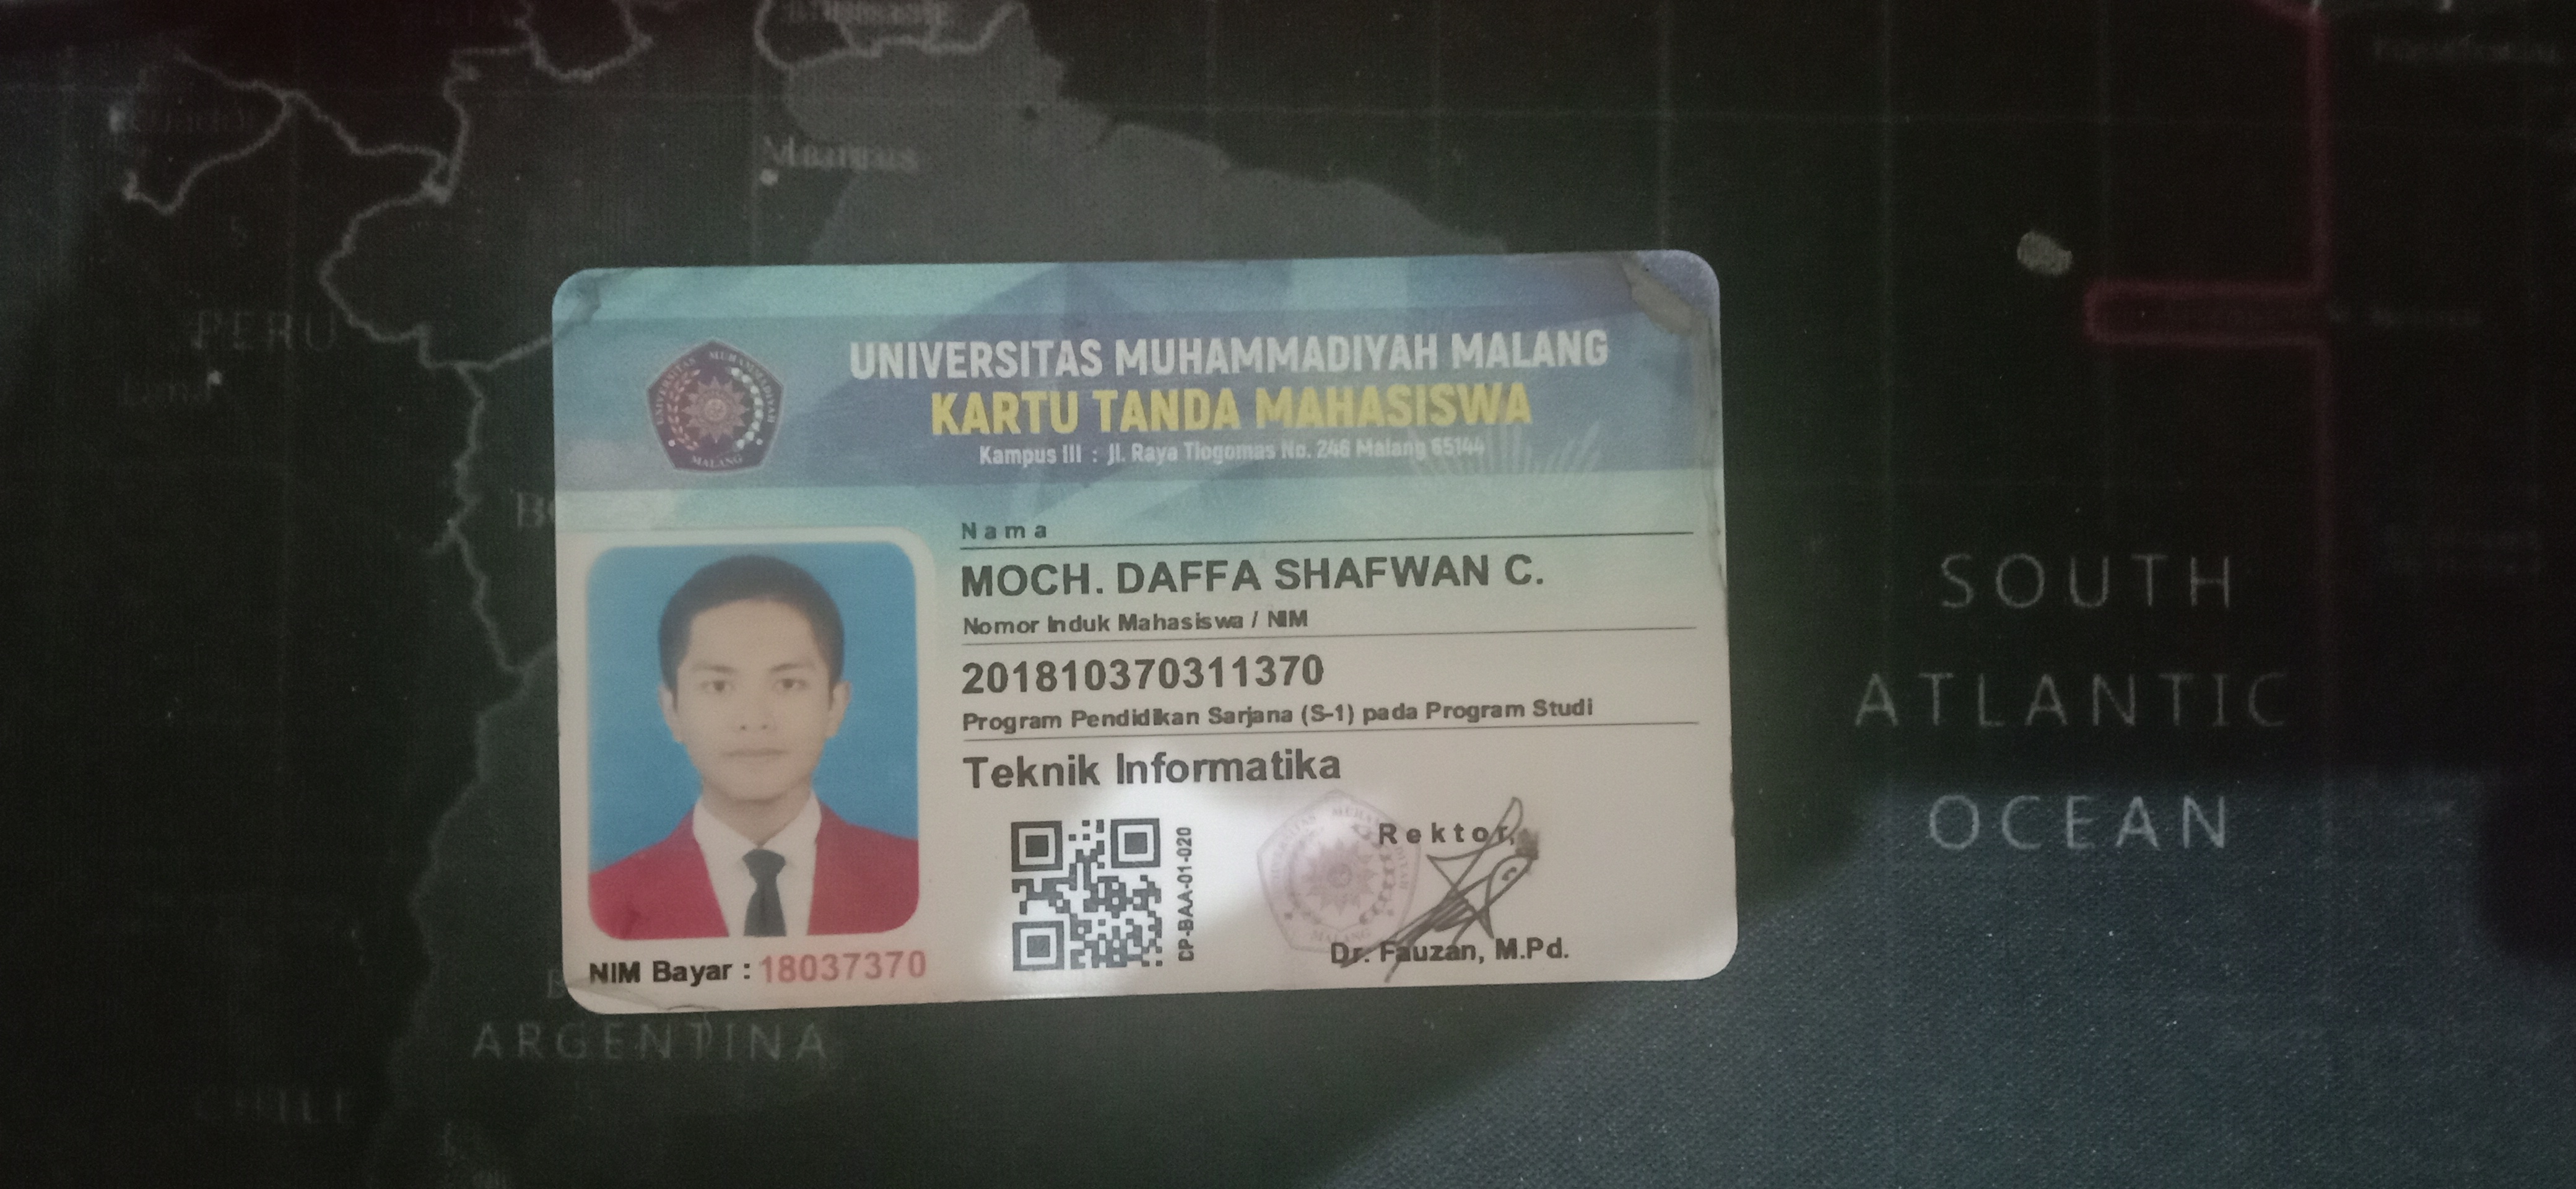 Manaus
PERU
Lima
UNIVERSITAS MUHAMMADIYAH MALANG
UNIVERSITAS MUHAMMADIYAH MALANG
KARTU TANDA MAHASISWA
Kampus III : Jl. Raya Tlogomas No. 246 Malang 65144
Nama
MOCH. DAFFA SHAFWAN C.
Nomor Induk Mahasiswa / NIM
201810370311370
Program Pendidikan Sarjana (S-1) pada Program Studi
Teknik Informatika
CP-BAA-01-020
Rektor,
Dr. Fauzan, M.Pd.
NIM Bayar : 18037370
SOUTH
ATLANTIC
OCEAN
ARGENTINA
CHILE